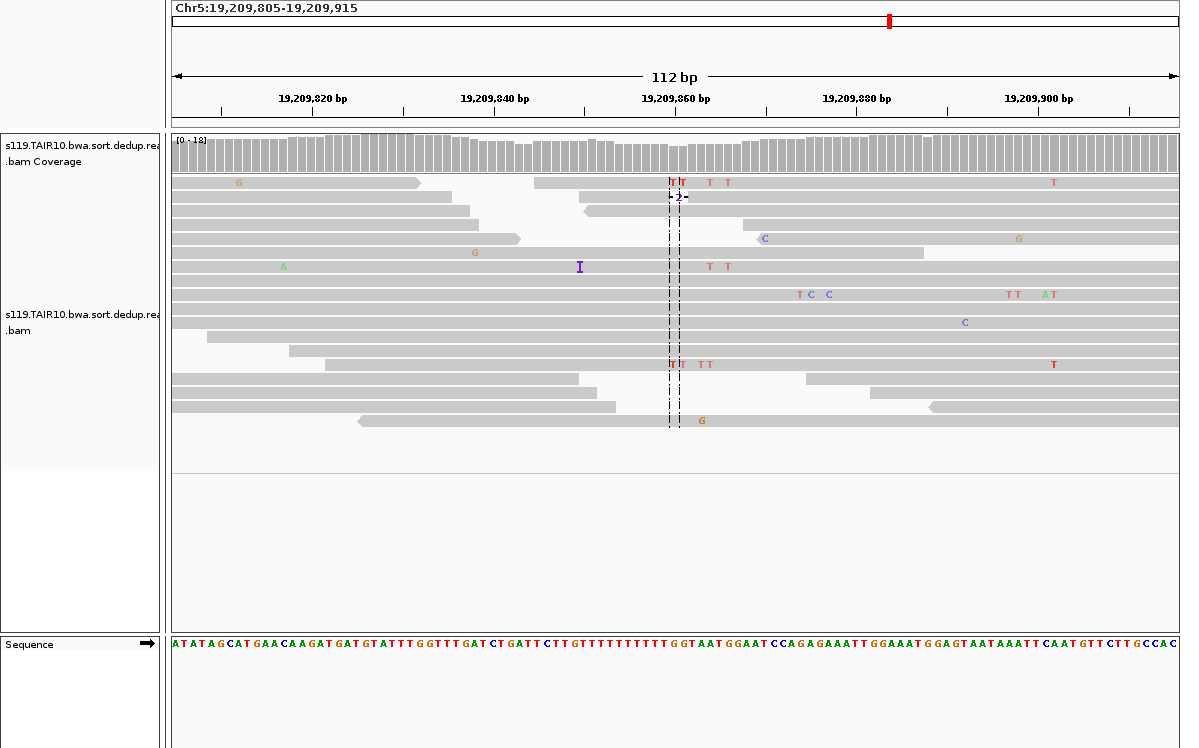 Chr5:19,209,805-19,209,915
112 bp
19,209,820 bp 19,209,840 bp 19,209,860 bp 19,209,880 bp 19,209,900 bp
s119.TAIR10.bwa.sort.dedup.rea
.bam Coverage
[0 - 18]
G T T T T T
2
C G
G
A T T
T C C T T A T
s119.TAIR10.bwa.sort.dedup.rea
.bam
C
T T T T T
G
Sequence
ATATAGCATGAACAAGATGATGTATTTGGTTTGATCTGATTCTTGTTTTTTTTTTGGTAATGGAATCCAGAGAAATTGGAAATGGAGTAATAAATTCAATGTTCTTGCCAC